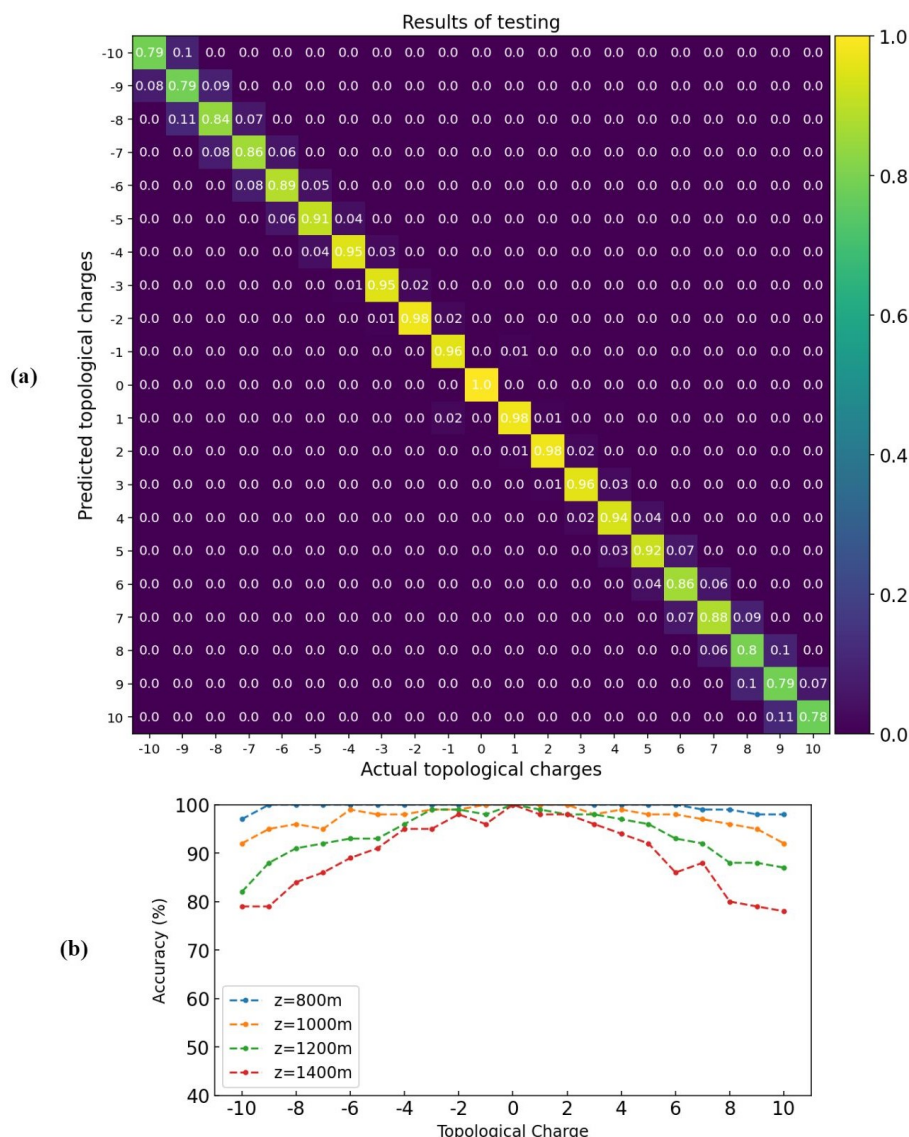 Results of testing
(a)
Predicted topological charges
-10 0.79 0.1 0.0 0.0 0.0 0.0 0.0 0.0 0.0 0.0 0.0 0.0 0.0 0.0 0.0 0.0 0.0 0.0 0.0 0.0 0.0
-9 0.08 0.79 0.09 0.0 0.0 0.0 0.0 0.0 0.0 0.0 0.0 0.0 0.0 0.0 0.0 0.0 0.0 0.0 0.0 0.0 0.0
-8 0.0 0.11 0.84 0.07 0.0 0.0 0.0 0.0 0.0 0.0 0.0 0.0 0.0 0.0 0.0 0.0 0.0 0.0 0.0 0.0 0.0
-7 0.0 0.0 0.08 0.86 0.06 0.0 0.0 0.0 0.0 0.0 0.0 0.0 0.0 0.0 0.0 0.0 0.0 0.0 0.0 0.0 0.0
-6 0.0 0.0 0.0 0.08 0.89 0.05 0.0 0.0 0.0 0.0 0.0 0.0 0.0 0.0 0.0 0.0 0.0 0.0 0.0 0.0 0.0
-5 0.0 0.0 0.0 0.0 0.06 0.91 0.04 0.0 0.0 0.0 0.0 0.0 0.0 0.0 0.0 0.0 0.0 0.0 0.0 0.0 0.0
-4 0.0 0.0 0.0 0.0 0.0 0.04 0.95 0.03 0.0 0.0 0.0 0.0 0.0 0.0 0.0 0.0 0.0 0.0 0.0 0.0 0.0
-3 0.0 0.0 0.0 0.0 0.0 0.0 0.01 0.95 0.02 0.0 0.0 0.0 0.0 0.0 0.0 0.0 0.0 0.0 0.0 0.0 0.0
-2 0.0 0.0 0.0 0.0 0.0 0.0 0.0 0.01 0.98 0.02 0.0 0.0 0.0 0.0 0.0 0.0 0.0 0.0 0.0 0.0 0.0
-1 0.0 0.0 0.0 0.0 0.0 0.0 0.0 0.0 0.0 0.96 0.0 0.01 0.0 0.0 0.0 0.0 0.0 0.0 0.0 0.0 0.0
0 0.0 0.0 0.0 0.0 0.0 0.0 0.0 0.0 0.0 0.0 1.0 0.0 0.0 0.0 0.0 0.0 0.0 0.0 0.0 0.0 0.0
1 0.0 0.0 0.0 0.0 0.0 0.0 0.0 0.0 0.0 0.02 0.0 0.98 0.01 0.0 0.0 0.0 0.0 0.0 0.0 0.0 0.0
2 0.0 0.0 0.0 0.0 0.0 0.0 0.0 0.0 0.0 0.0 0.0 0.01 0.98 0.02 0.0 0.0 0.0 0.0 0.0 0.0 0.0
3 0.0 0.0 0.0 0.0 0.0 0.0 0.0 0.0 0.0 0.0 0.0 0.0 0.01 0.96 0.03 0.0 0.0 0.0 0.0 0.0 0.0
4 0.0 0.0 0.0 0.0 0.0 0.0 0.0 0.0 0.0 0.0 0.0 0.0 0.0 0.02 0.94 0.04 0.0 0.0 0.0 0.0 0.0
5 0.0 0.0 0.0 0.0 0.0 0.0 0.0 0.0 0.0 0.0 0.0 0.0 0.0 0.0 0.03 0.92 0.07 0.0 0.0 0.0 0.0
6 0.0 0.0 0.0 0.0 0.0 0.0 0.0 0.0 0.0 0.0 0.0 0.0 0.0 0.0 0.0 0.04 0.86 0.06 0.0 0.0 0.0
7 0.0 0.0 0.0 0.0 0.0 0.0 0.0 0.0 0.0 0.0 0.0 0.0 0.0 0.0 0.0 0.0 0.07 0.88 0.09 0.0 0.0
8 0.0 0.0 0.0 0.0 0.0 0.0 0.0 0.0 0.0 0.0 0.0 0.0 0.0 0.0 0.0 0.0 0.0 0.06 0.8 0.1 0.0
9 0.0 0.0 0.0 0.0 0.0 0.0 0.0 0.0 0.0 0.0 0.0 0.0 0.0 0.0 0.0 0.0 0.0 0.0 0.1 0.79 0.07
10 0.0 0.0 0.0 0.0 0.0 0.0 0.0 0.0 0.0 0.0 0.0 0.0 0.0 0.0 0.0 0.0 0.0 0.0 0.0 0.11 0.78
-10 -9 -8 -7 -6 -5 -4 -3 -2 -1 0 1 2 3 4 5 6 7 8 9 10
Actual topological charges
1.0
0.8
0.6
0.4
0.2
0.0
(b)
Accuracy (%)
100
90
80
70
60
50
40
z=800m
z=1000m
z=1200m
z=1400m
-10 -8 -6 -4 -2 0 2 4 6 8 10
Topological Charge